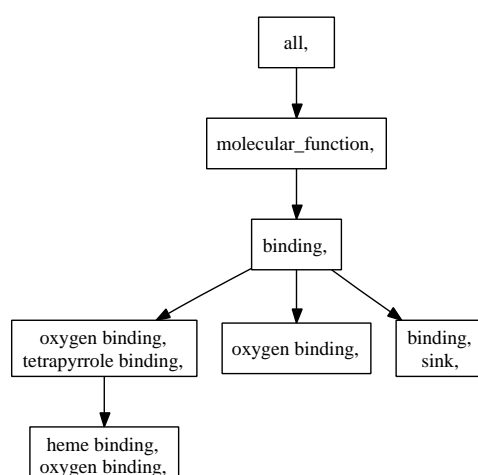 all,
molecular_function,
binding,
oxygen binding,
tetrapyrrole binding,
oxygen binding,
binding,
sink,
heme binding,
oxygen binding,